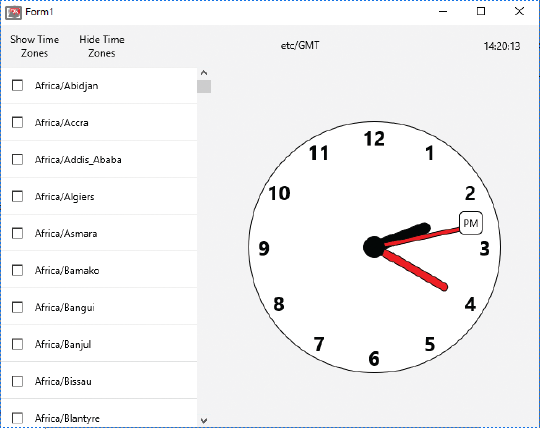 Form1
Show Time
Zones
Hide Time
Zones
etc/GMT
14:20:13
Africa/Abidjan
Africa/Accra
Africa/Addis_Ababa
Africa/Algiers
Africa/Asmara
Africa/Bamako
Africa/Bangui
Africa/Banjul
Africa/Bissau
Africa/Blantyre
12
1
2
PM
3
4
5
6
7
8
9
10
11